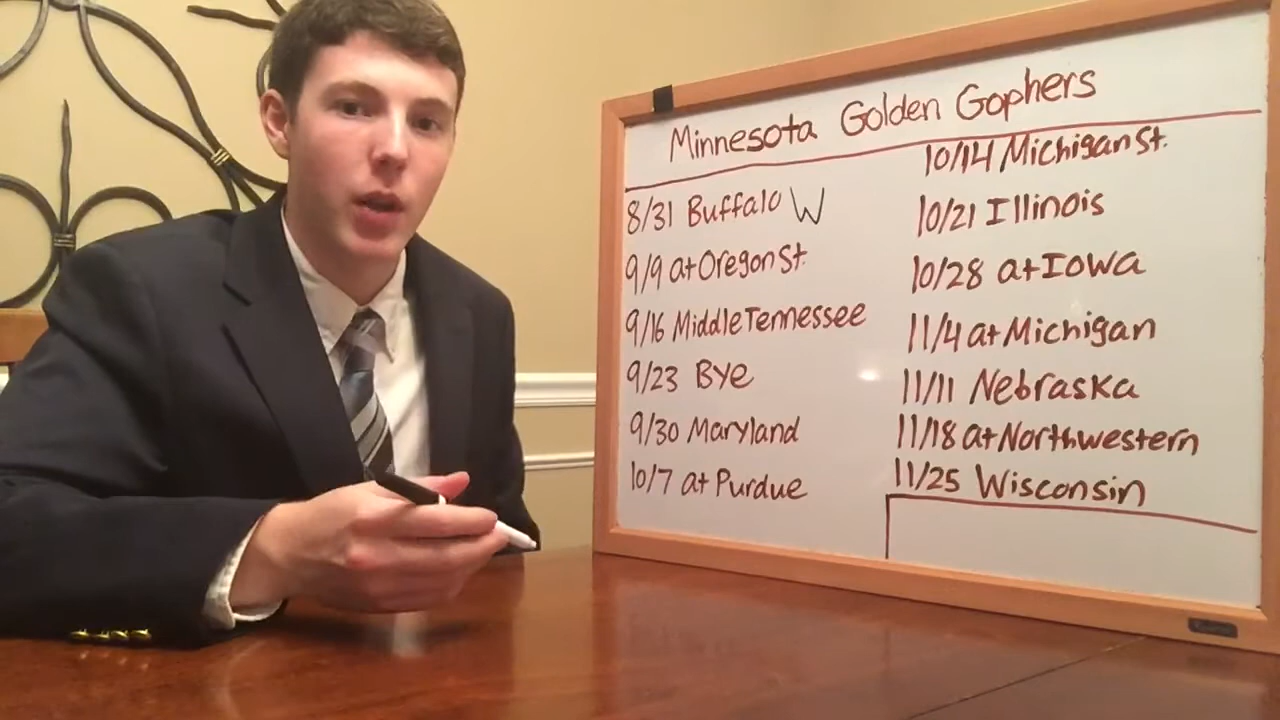 Minnesota Golden Gophers
8/31 Buffalo W
9/9 at Oregon St.
9/16 Middle Tennessee
9/23 Bye
9/30 Maryland
10/7 at Purdue
10/14 Michigan St.
10/21 Illinois
10/28 at Iowa
11/4 at Michigan
11/11 Nebraska
11/18 at Northwestern
11/25 Wisconsin